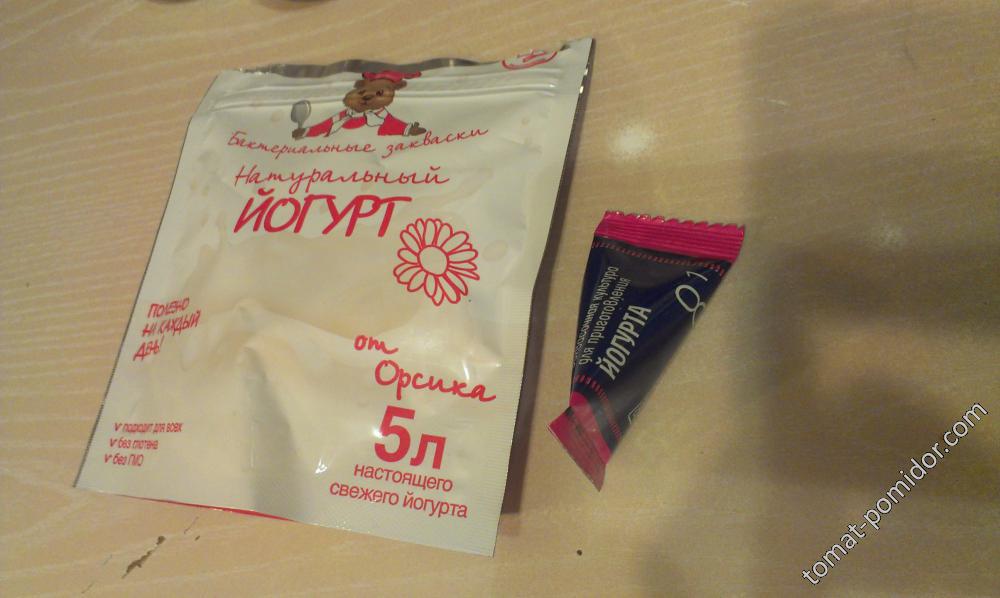 Бактериальные закваски
Натуральный
ЙОГУРТ
ПОЛЕЗНО
НА КАЖДЫЙ
ДЕНЬ!
от
Орсика
5л
настоящего
свежего йогурта
подходит для всех
без глютена
без ГМО
культура
для приготовления
ЙОГУРТА
tomat-pomidor.com